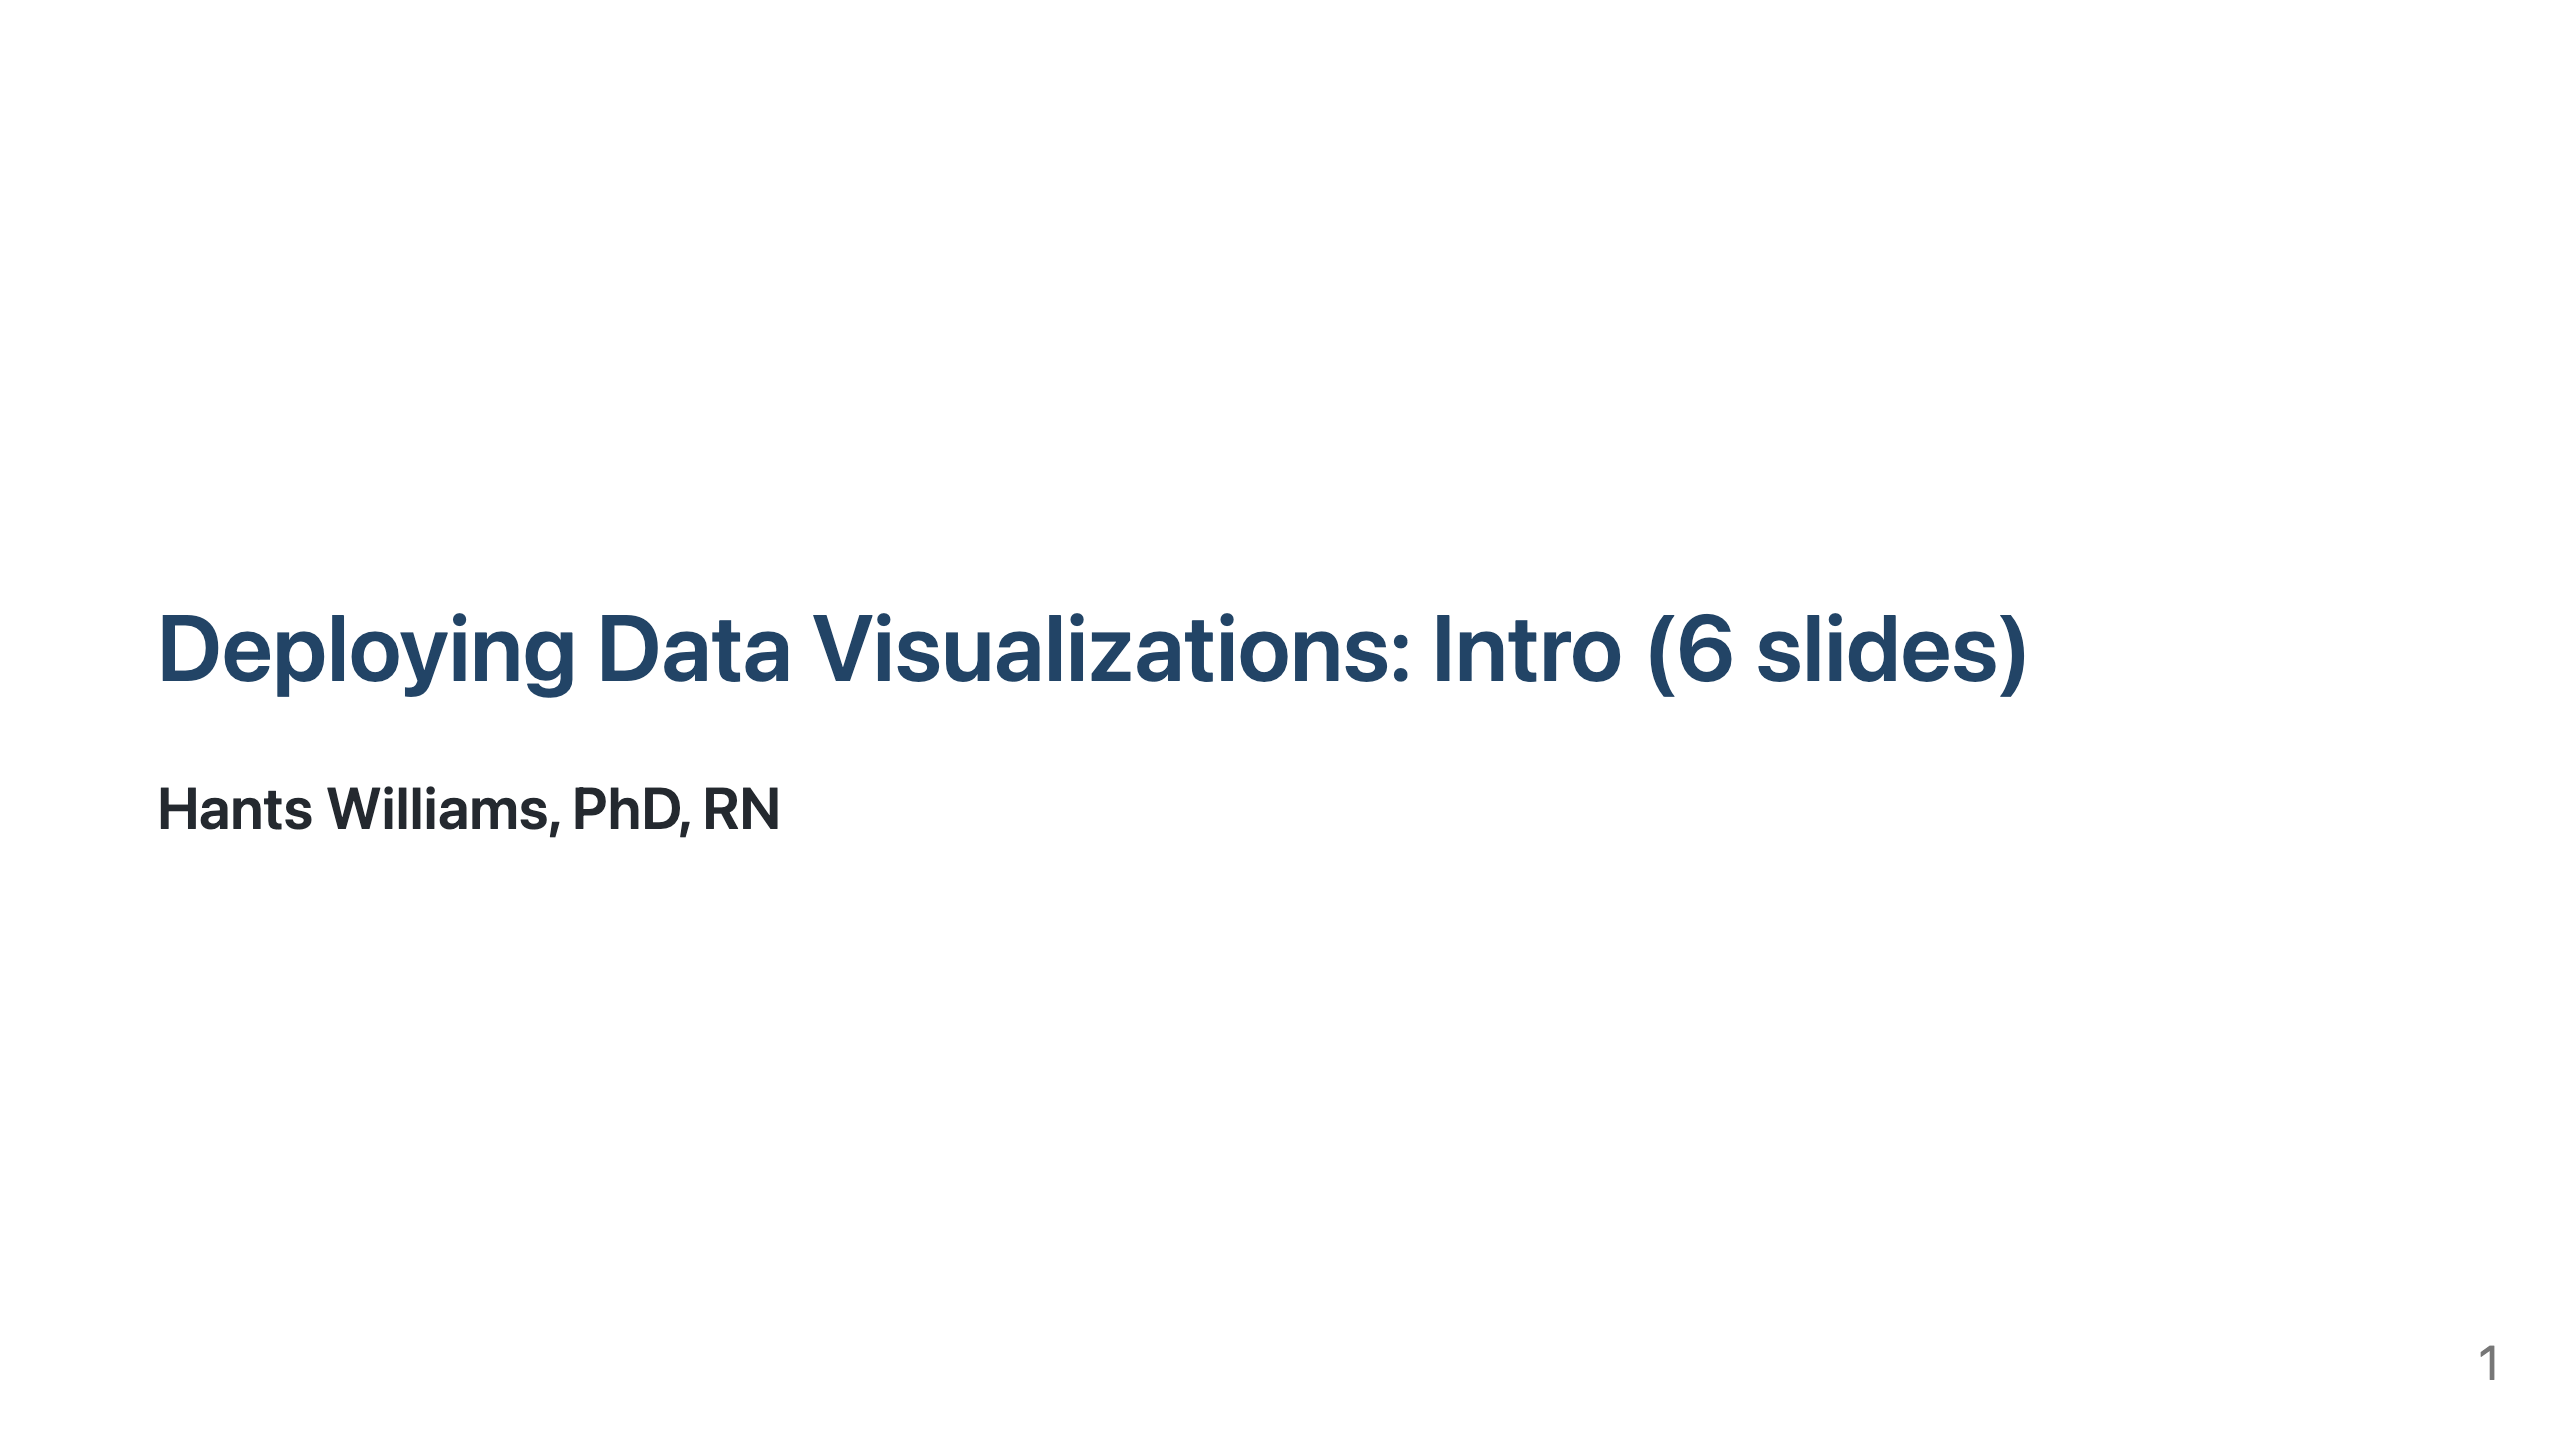 Deploying Data Visualizations: Intro (6 slides)
Hants Williams, PhD, RN
1